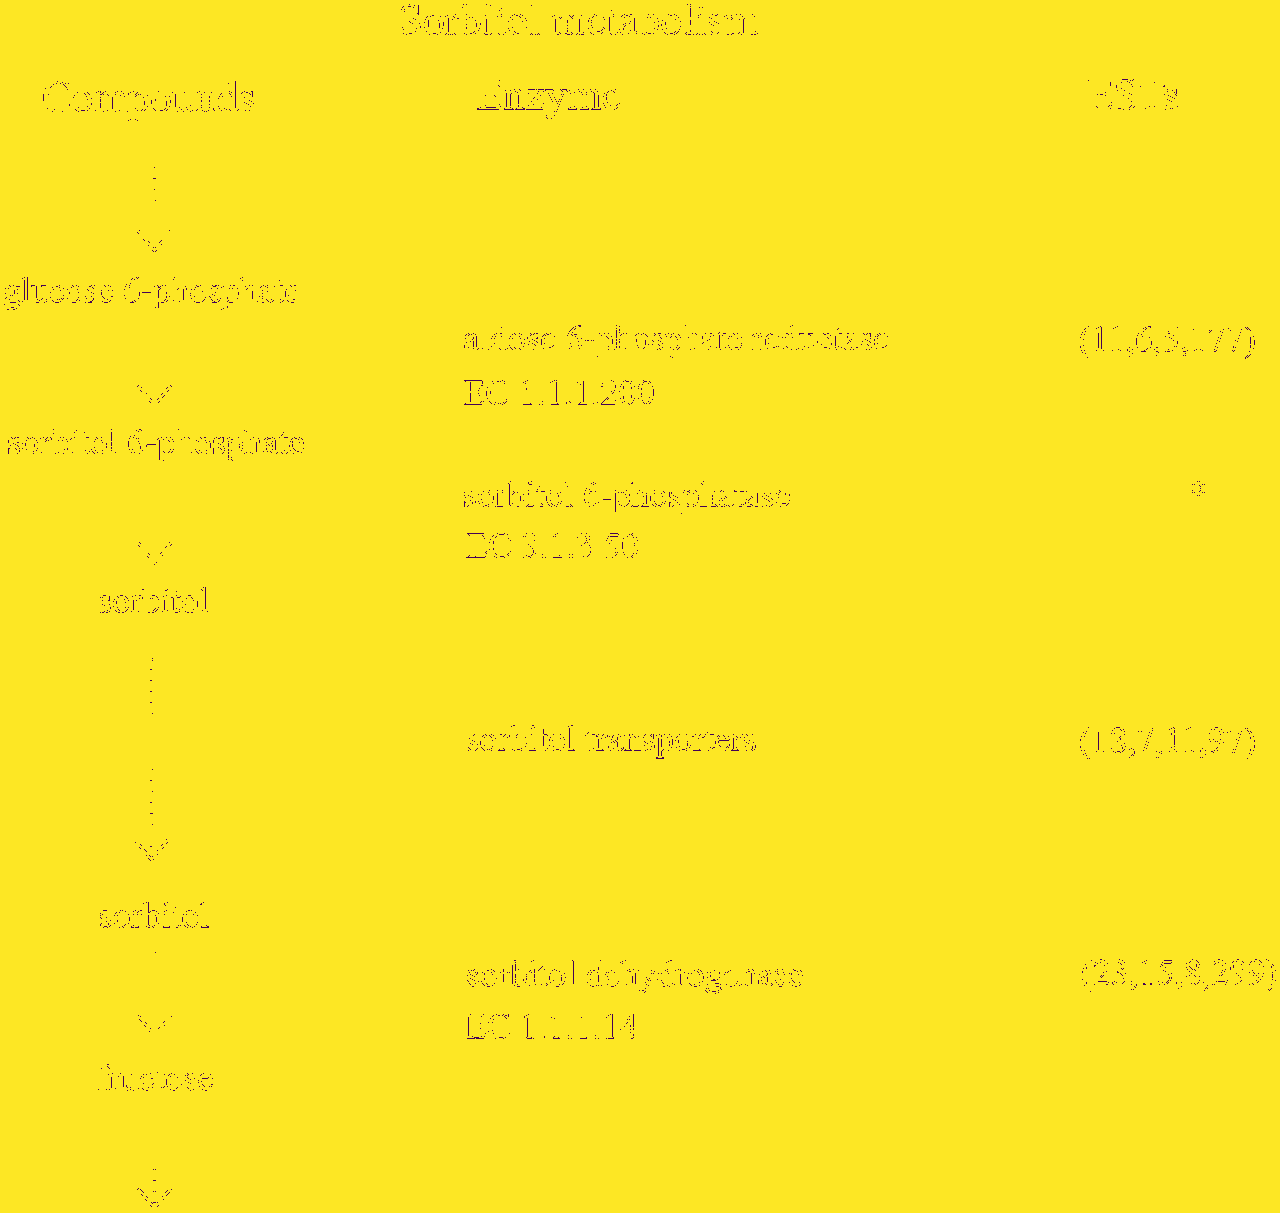 Sorbitol metabolism
Compounds Enzyme ESTs
glucose 6-phosphate
aldose 6-phosphate reductase (11,6,5,177)
EC 1.1.1.200
sorbitol 6-phosphate
sorbitol 6-phosphatase *
EC 3.1.3.50
sorbitol
sorbitol transporters (13,7,11,97)
sorbitol
sorbitol dehydrogenase (23,15,8,239)
EC 1.1.1.14
fructose